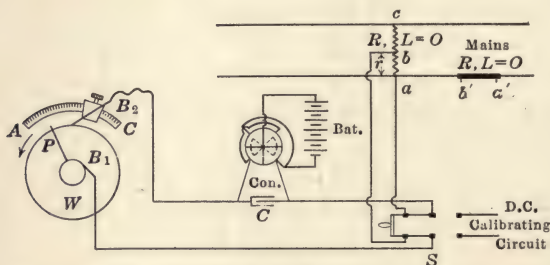 c
R, L=O
b
r
Mains
R, L=O
a
b' a'
B₂
A
C
P
B₁
W
Bat.
Con.
C
D.C.
Calibrating
Circuit
S